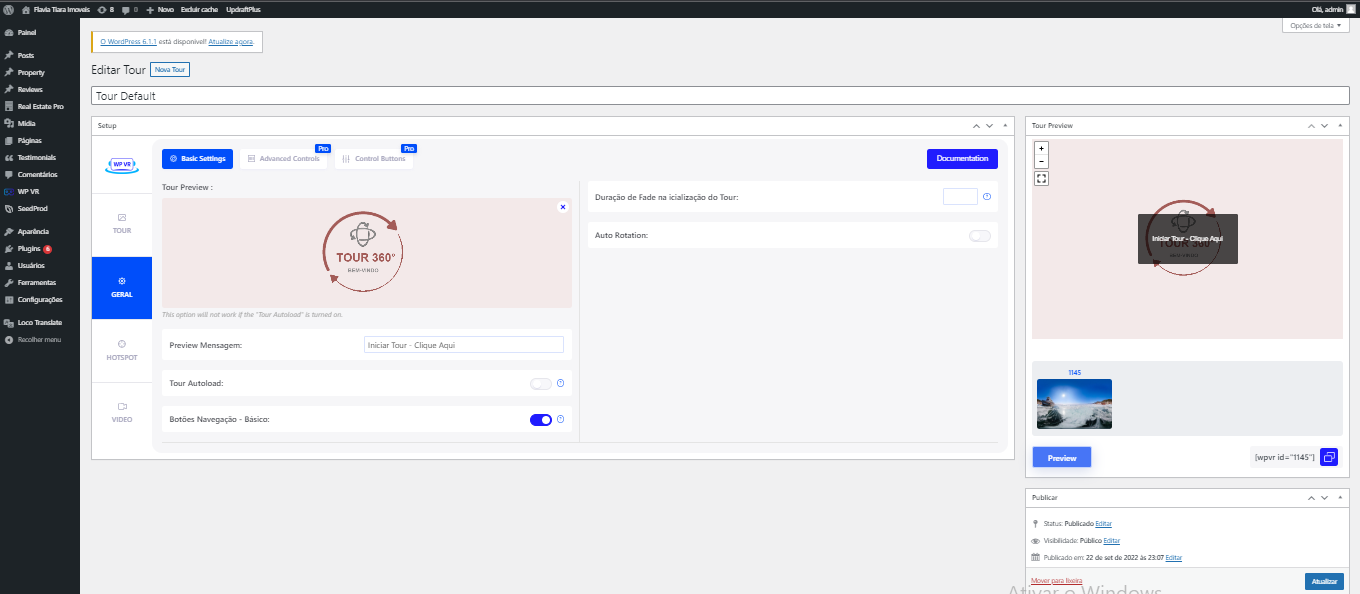 Flavia Tiara Imoveis 8 0 Novo Excluir cache UpdraftPlus Olá, admin
Opções de tela
Painel
Posts
Property
Reviews
Real Estate Pro
Mídia
Páginas
Testimonials
Comentários
WP VR
SeedProd
Aparência
Plugins 6
Usuários
Ferramentas
Configurações
Loco Translate
Recolher menu
O WordPress 6.1.1 está disponível! Atualize agora.
Editar Tour Nova Tour
Tour Default
Setup
WP VR
TOUR
GERAL
HOTSPOT
VIDEO
Basic Settings
Advanced Controls Pro
Control Buttons Pro
Documentation
Tour Preview :
TOUR 360°
BEM-VINDO
This option will not work if the "Tour Autoload" is turned on.
Preview Mensagem: Iniciar Tour - Clique Aqui
Tour Autoload:
Botões Navegação - Básico:
Duração de Fade na icialização do Tour:
Auto Rotation:
Tour Preview
+
-
Iniciar Tour - Clique Aqui
TOUR 360°
BEM-VINDO
1145
Preview [wpvr id="1145"]
Publicar
Status: Publicado Editar
Visibilidade: Público Editar
Publicado em: 22 de set de 2022 às 23:07 Editar
Mover para lixeira Atualizar
Ativar o Windows